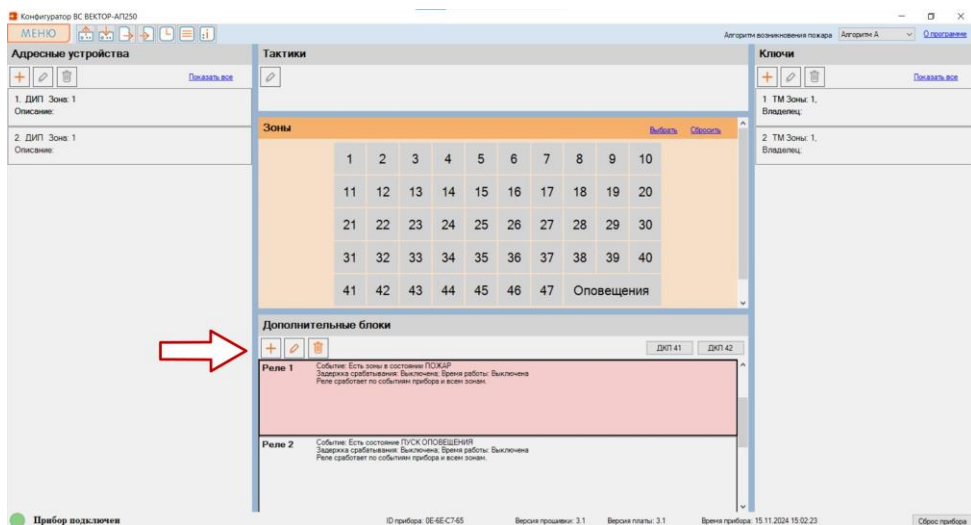 Конфигуратор ВС ВЕКТОР-АП250
МЕНЮ
Алгоритм возникновения пожара Алгоритм А О программе
Адресные устройства
Показать все
1. ДИП Зона: 1
Описание:
2. ДИП Зона: 1
Описание:
Тактики
Зоны Выбрать Сбросить
1 2 3 4 5 6 7 8 9 10
11 12 13 14 15 16 17 18 19 20
21 22 23 24 25 26 27 28 29 30
31 32 33 34 35 36 37 38 39 40
41 42 43 44 45 46 47 Оповещения
Дополнительные блоки
ДКП 41 ДКП 42
Реле 1 Событие: Есть зоны в состоянии ПОЖАР
Задержка срабатывания: Выключена; Время работы: Выключена
Реле сработает по событиям прибора и всем зонам.
Реле 2 Событие: Есть состояние ПУСК ОПОВЕЩЕНИЯ
Задержка срабатывания: Выключена; Время работы: Выключена
Реле сработает по событиям прибора и всем зонам.
Ключи
Показать все
1 ТМ Зоны: 1,
Владелец:
2. ТМ Зоны: 1,
Владелец:
Прибор подключен ID прибора: 0E-6E-C7-65 Версия прошивки: 3.1 Версия платы: 3.1 Время прибора: 15.11.2024 15:02:23 Сброс прибора